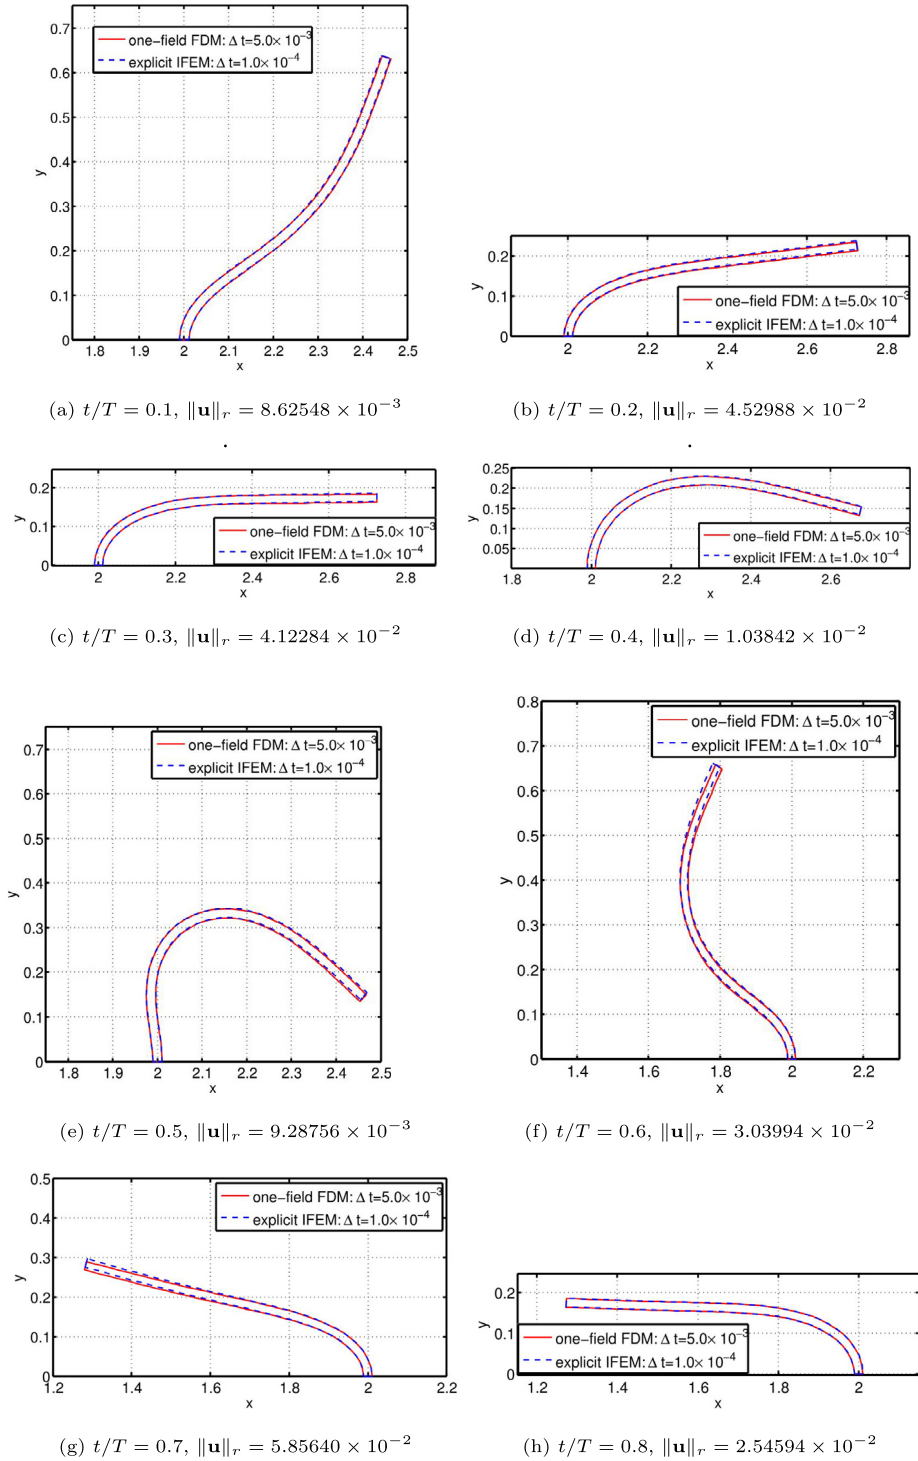 0.7
0.6
0.5
0.4
0.3
0.2
0.1
0
y
one-field FDM: Δ t=5.0× 10⁻³
explicit IFEM: Δ t=1.0× 10⁻⁴
1.8 1.9 2 2.1 2.2 2.3 2.4 2.5
x
0.2
0.1
0
y
one-field FDM: Δ t=5.0× 10⁻³
explicit IFEM: Δ t=1.0× 10⁻⁴
2 2.2 2.4 2.6 2.8
x
(a) t/T = 0.1, ‖u‖ᵣ = 8.62548 × 10⁻³
(b) t/T = 0.2, ‖u‖ᵣ = 4.52988 × 10⁻²
. .
0.2
0.1
0
y
one-field FDM: Δ t=5.0× 10⁻³
explicit IFEM: Δ t=1.0× 10⁻⁴
2 2.2 2.4 2.6 2.8
x
0.25
0.2
0.15
0.1
0.05
y
one-field FDM: Δ t=5.0× 10⁻³
explicit IFEM: Δ t=1.0× 10⁻⁴
1.8 2 2.2 2.4 2.6
x
(c) t/T = 0.3, ‖u‖ᵣ = 4.12284 × 10⁻²
(d) t/T = 0.4, ‖u‖ᵣ = 1.03842 × 10⁻²
0.7
0.6
0.5
0.4
0.3
0.2
0.1
0
y
one-field FDM: Δ t=5.0× 10⁻³
explicit IFEM: Δ t=1.0× 10⁻⁴
1.8 1.9 2 2.1 2.2 2.3 2.4 2.5
x
0.8
0.7
0.6
0.5
0.4
0.3
0.2
0.1
0
y
one-field FDM: Δ t=5.0× 10⁻³
explicit IFEM: Δ t=1.0× 10⁻⁴
1.4 1.6 1.8 2 2.2
x
(e) t/T = 0.5, ‖u‖ᵣ = 9.28756 × 10⁻³
(f) t/T = 0.6, ‖u‖ᵣ = 3.03994 × 10⁻²
0.5
0.4
0.3
0.2
0.1
0
y
one-field FDM: Δ t=5.0× 10⁻³
explicit IFEM: Δ t=1.0× 10⁻⁴
1.2 1.4 1.6 1.8 2 2.2
x
0.2
0.1
0
y
one-field FDM: Δ t=5.0× 10⁻³
explicit IFEM: Δ t=1.0× 10⁻⁴
1.2 1.4 1.6 1.8 2
x
(g) t/T = 0.7, ‖u‖ᵣ = 5.85640 × 10⁻²
(h) t/T = 0.8, ‖u‖ᵣ = 2.54594 × 10⁻²